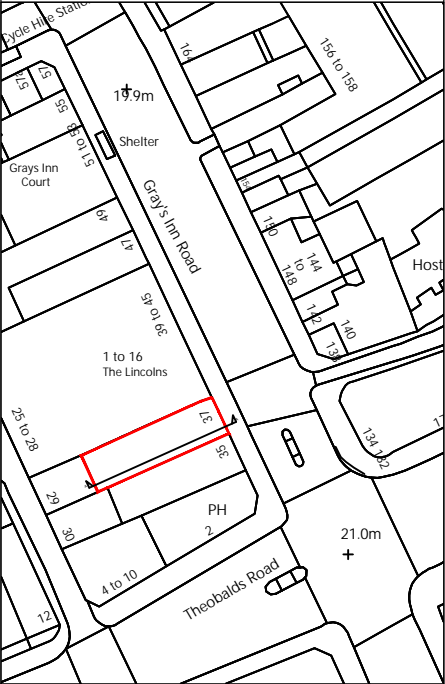 Cycle Hire Station
164
156 to 158
57a
57
55
19.9m
51 to 53
Shelter
Grays Inn
Court
154
49
Gray's Inn Road
150
47
144
to
148
Host
39 to 45
142
140
138
1 to 16
The Lincolns
37
25 to 28
35
134
132
17
29
PH
2
30
21.0m
Theobalds Road
4 to 10
12
A
A